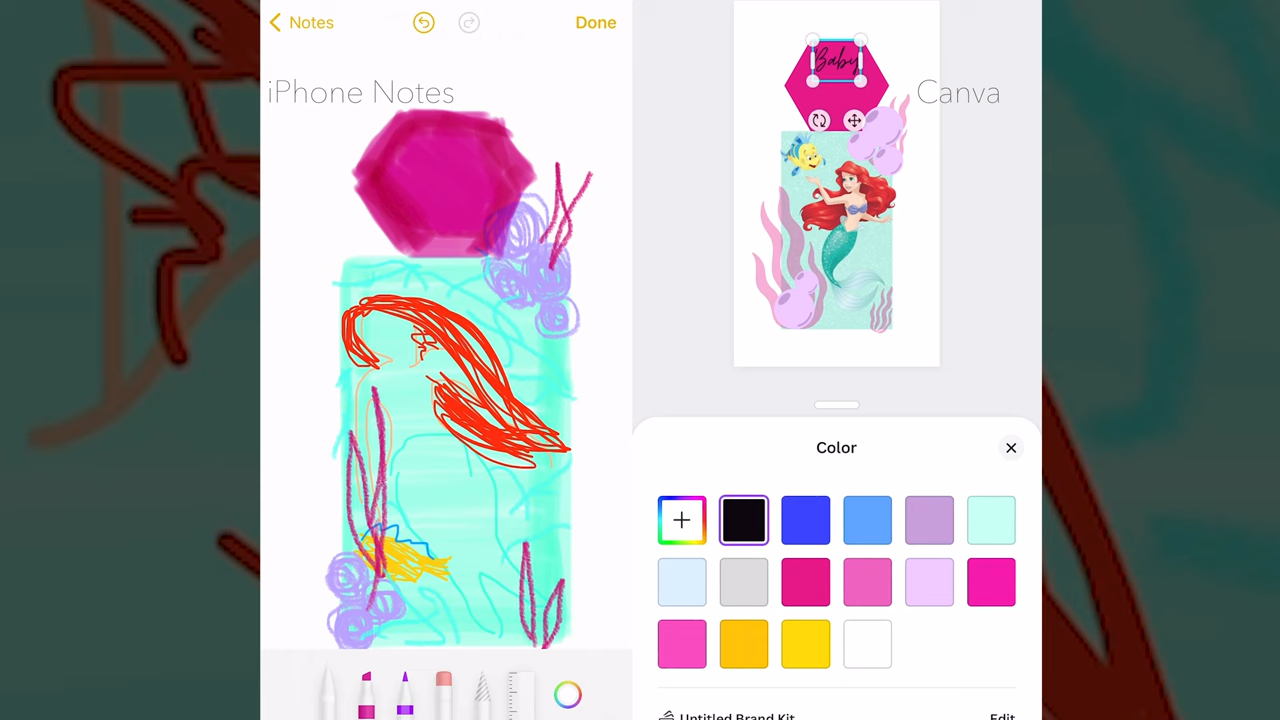 Notes
Done
iPhone Notes
Baby
Canva
Color
Untitled Brand Kit
Edit